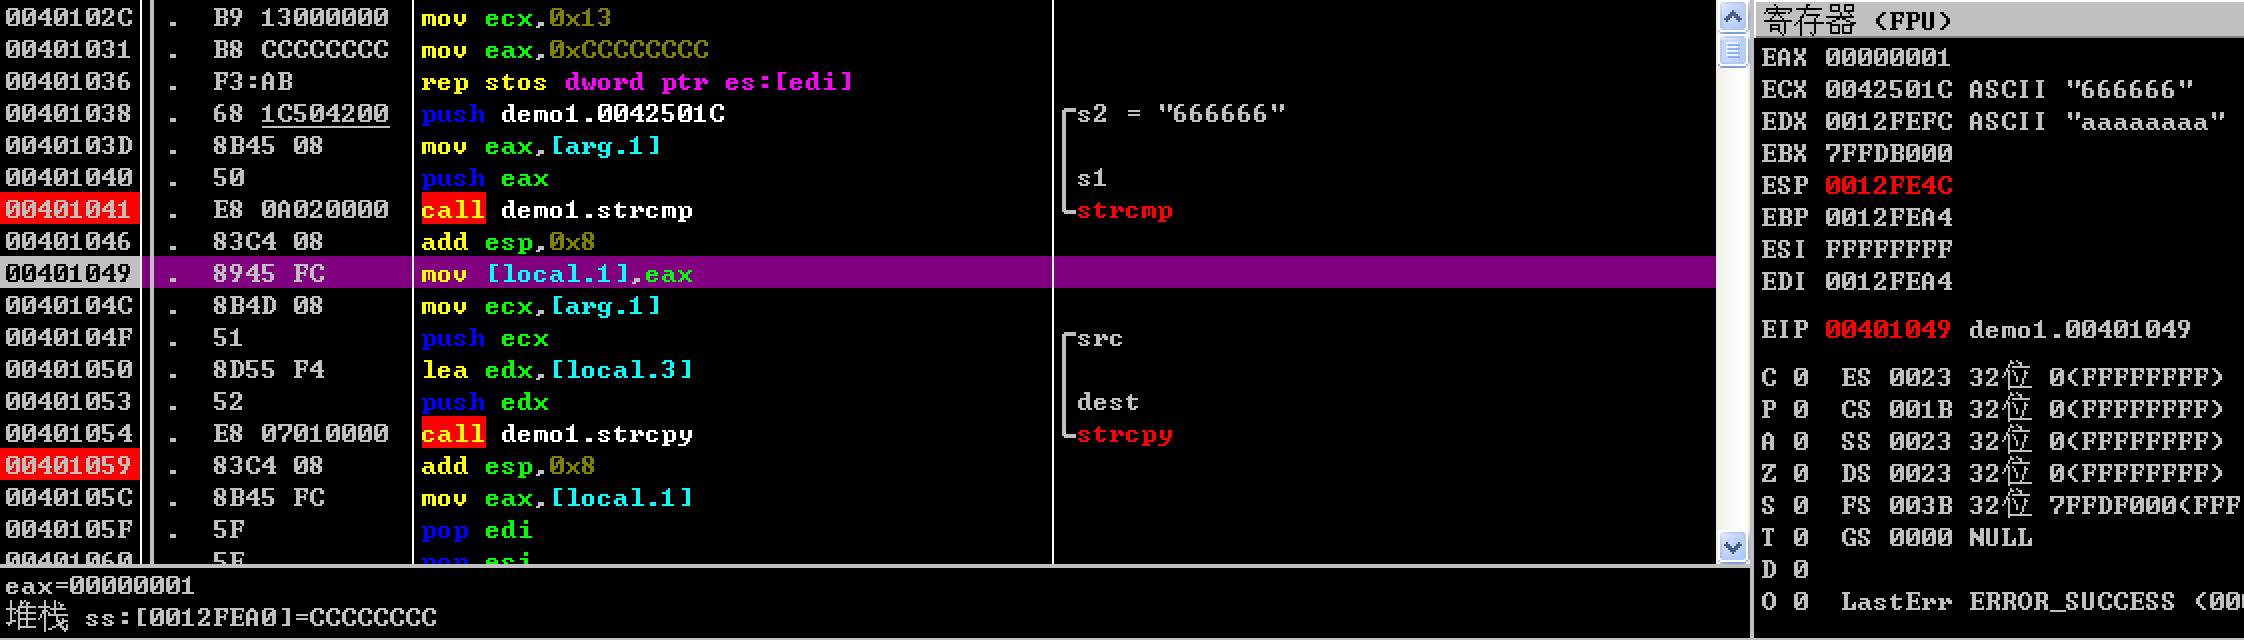 0040102C . B9 13000000 mov ecx,0x13
00401031 . B8 CCCCCCCC mov eax,0xCCCCCCCC
00401036 . F3:AB rep stos dword ptr es:[edi]
00401038 . 68 1C504200 push demo1.0042501C s2 = "666666"
0040103D . 8B45 08 mov eax,[arg.1]
00401040 . 50 push eax s1
00401041 . E8 0A020000 call demo1.strcmp strcmp
00401046 . 83C4 08 add esp,0x8
00401049 . 8945 FC mov [local.1],eax
0040104C . 8B4D 08 mov ecx,[arg.1]
0040104F . 51 push ecx src
00401050 . 8D55 F4 lea edx,[local.3]
00401053 . 52 push edx dest
00401054 . E8 07010000 call demo1.strcpy strcpy
00401059 . 83C4 08 add esp,0x8
0040105C . 8B45 FC mov eax,[local.1]
0040105F . 5F pop edi
00401060 . 5E pop esi
eax=00000001
堆栈 ss:[0012FEA0]=CCCCCCCC
寄存器 (FPU)
EAX 00000001
ECX 0042501C ASCII "666666"
EDX 0012FEFC ASCII "aaaaaaaa"
EBX 7FFDB000
ESP 0012FE4C
EBP 0012FEA4
ESI FFFFFFFF
EDI 0012FEA4
EIP 00401049 demo1.00401049
C 0 ES 0023 32位 0(FFFFFFFF)
P 0 CS 001B 32位 0(FFFFFFFF)
A 0 SS 0023 32位 0(FFFFFFFF)
Z 0 DS 0023 32位 0(FFFFFFFF)
S 0 FS 003B 32位 7FFDF000(FFF
T 0 GS 0000 NULL
D 0
O 0 LastErr ERROR_SUCCESS (00